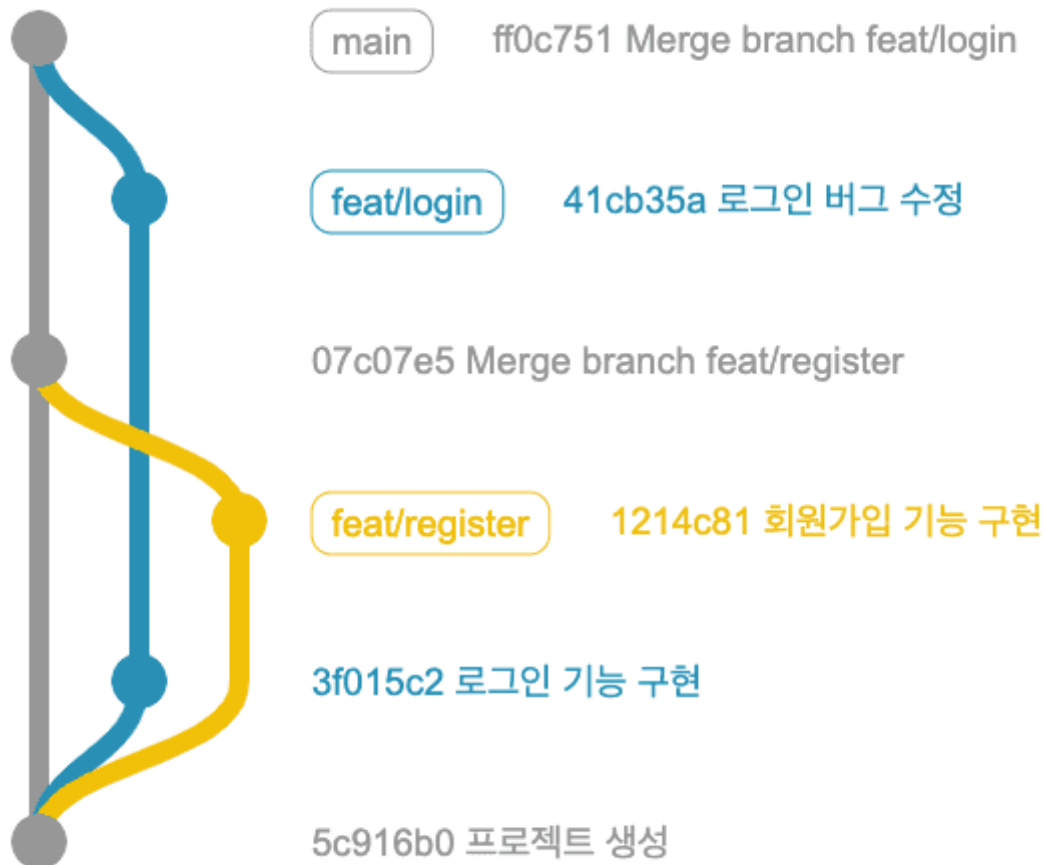 main ff0c751 Merge branch feat/login
feat/login 41cb35a 로그인 버그 수정
07c07e5 Merge branch feat/register
feat/register 1214c81 회원가입 기능 구현
3f015c2 로그인 기능 구현
5c916b0 프로젝트 생성